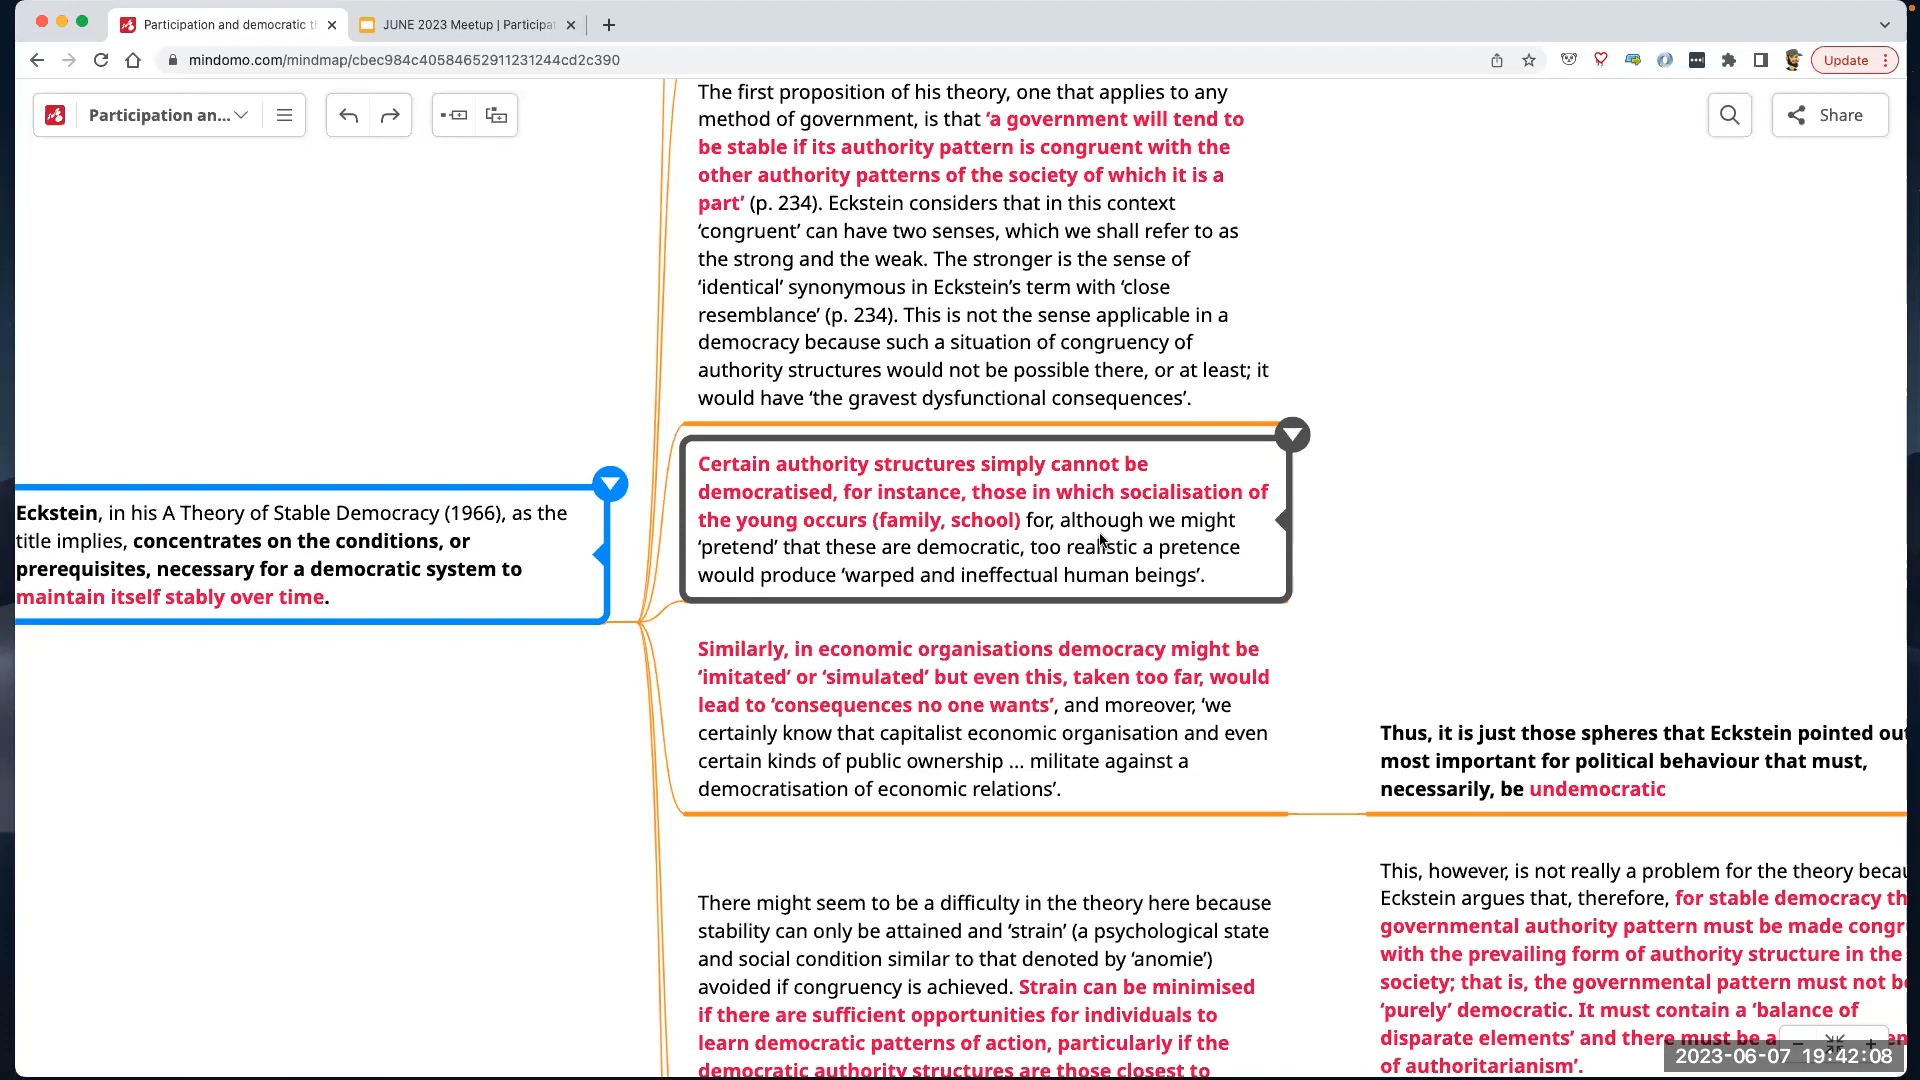 Participation and democratic t
JUNE 2023 Meetup | Participat
mindomo.com/mindmap/cbec984c40584652911231244cd2c390
Update
Participation an...
Share
The first proposition of his theory, one that applies to any
method of government, is that ‘a government will tend to
be stable if its authority pattern is congruent with the
other authority patterns of the society of which it is a
part’ (p. 234). Eckstein considers that in this context
‘congruent’ can have two senses, which we shall refer to as
the strong and the weak. The stronger is the sense of
‘identical’ synonymous in Eckstein’s term with ‘close
resemblance’ (p. 234). This is not the sense applicable in a
democracy because such a situation of congruency of
authority structures would not be possible there, or at least; it
would have ‘the gravest dysfunctional consequences’.
Eckstein, in his A Theory of Stable Democracy (1966), as the
title implies, concentrates on the conditions, or
prerequisites, necessary for a democratic system to
maintain itself stably over time.
Certain authority structures simply cannot be
democratised, for instance, those in which socialisation of
the young occurs (family, school) for, although we might
‘pretend’ that these are democratic, too realistic a pretence
would produce ‘warped and ineffectual human beings’.
Similarly, in economic organisations democracy might be
‘imitated’ or ‘simulated’ but even this, taken too far, would
lead to ‘consequences no one wants’, and moreover, ‘we
certainly know that capitalist economic organisation and even
certain kinds of public ownership ... militate against a
democratisation of economic relations’.
Thus, it is just those spheres that Eckstein pointed ou
most important for political behaviour that must,
necessarily, be undemocratic
There might seem to be a difficulty in the theory here because
stability can only be attained and ‘strain’ (a psychological state
and social condition similar to that denoted by ‘anomie’)
avoided if congruency is achieved. Strain can be minimised
if there are sufficient opportunities for individuals to
learn democratic patterns of action, particularly if the
democratic authority structures are those closest to
This, however, is not really a problem for the theory becau
Eckstein argues that, therefore, for stable democracy th
governmental authority pattern must be made congr
with the prevailing form of authority structure in the
society; that is, the governmental pattern must not b
‘purely’ democratic. It must contain a ‘balance of
disparate elements’ and there must be a
of authoritarianism’.
2023-06-07 19:42:08